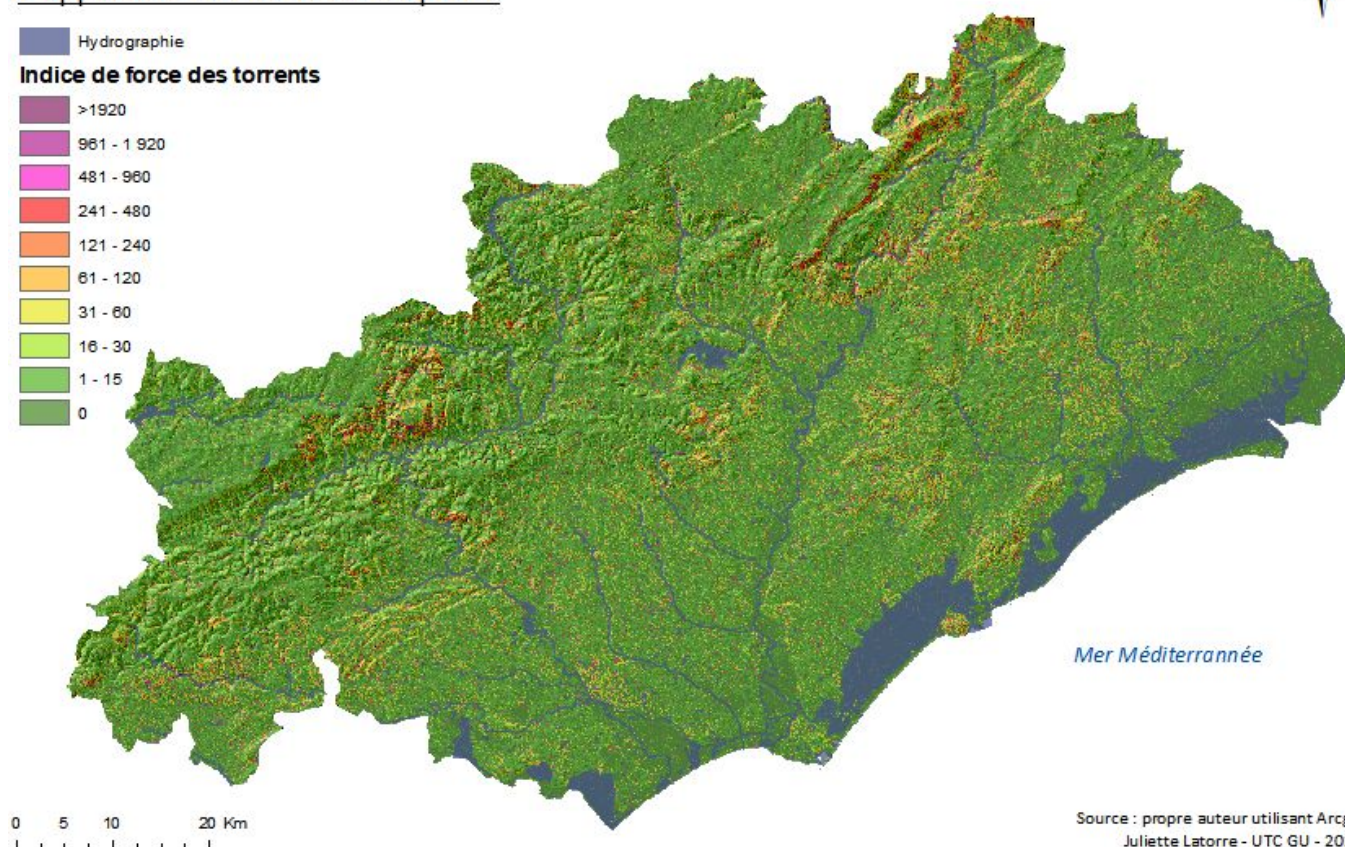 Hydrographie
Indice de force des torrents
>1920
961 - 1 920
481 - 960
241 - 480
121 - 240
61 - 120
31 - 60
16 - 30
1 - 15
0
Mer Méditerrannée
0 5 10 20 Km
Source : propre auteur utilisant Arcg
Juliette Latorre - UTC GU - 20